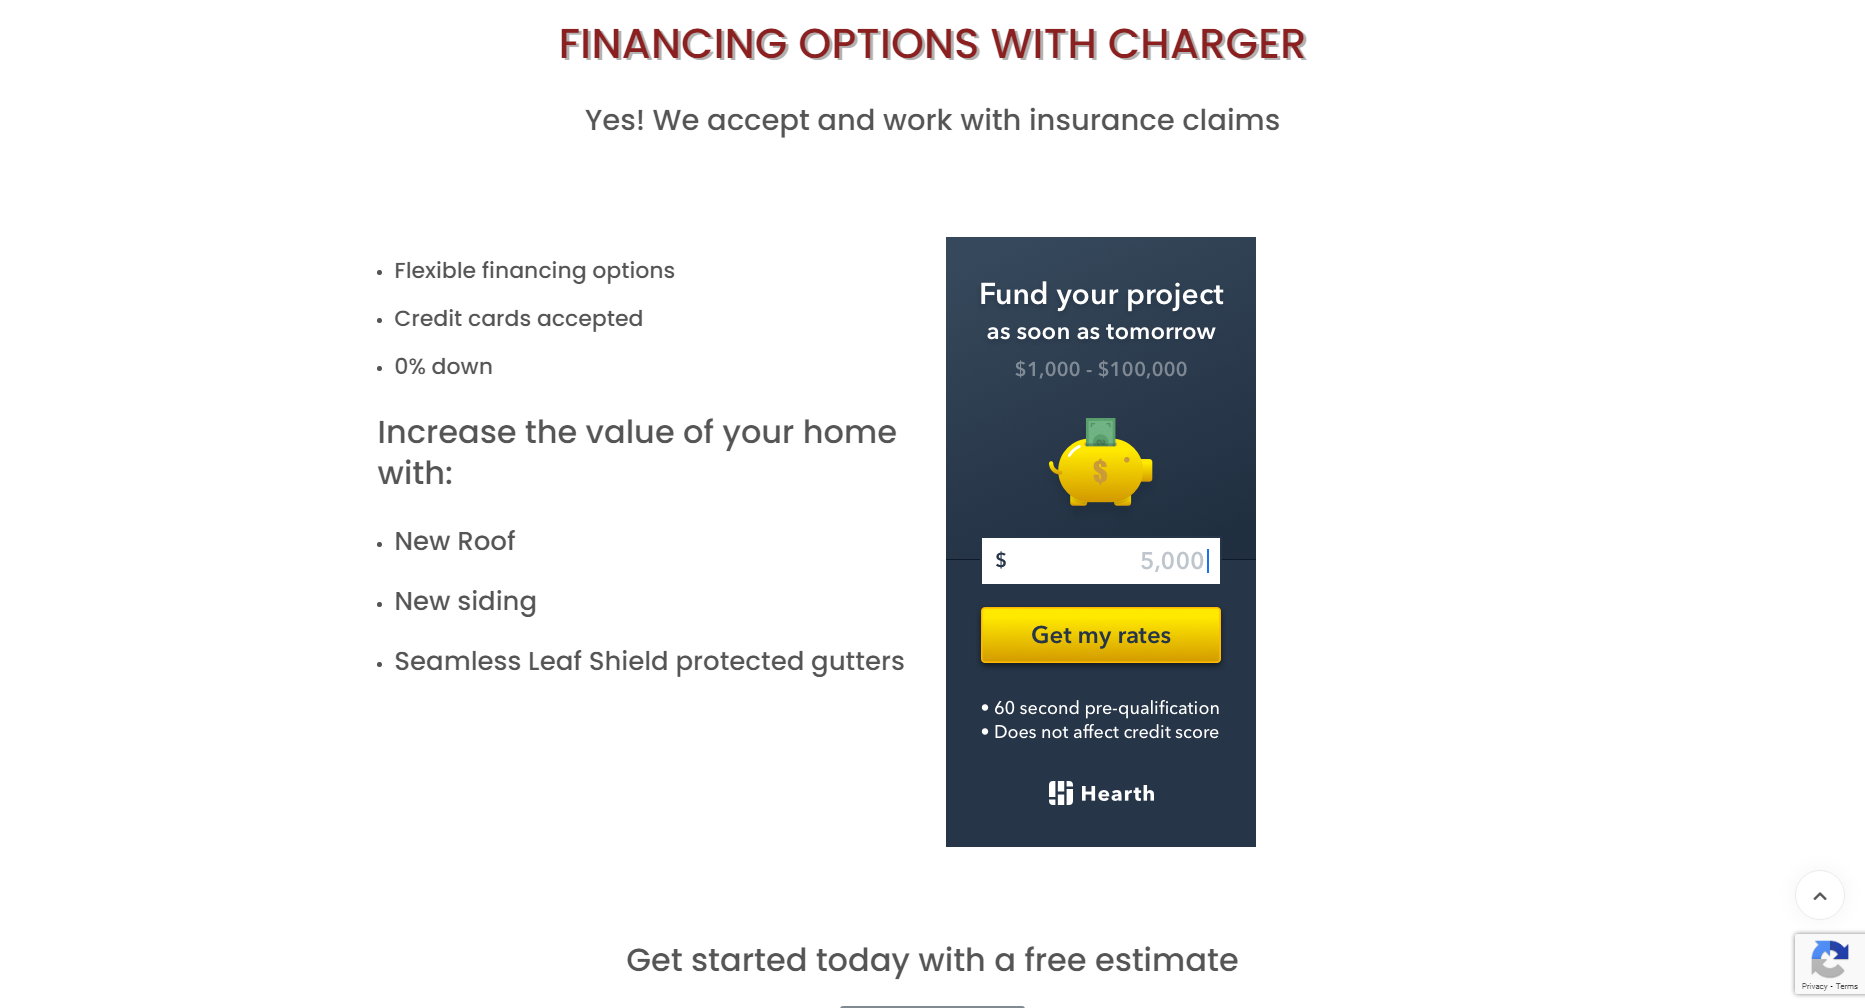 FINANCING OPTIONS WITH CHARGER
Yes! We accept and work with insurance claims
• Flexible financing options
• Credit cards accepted
• 0% down
Increase the value of your home
with:
• New Roof
• New siding
• Seamless Leaf Shield protected gutters
Fund your project
as soon as tomorrow
$1,000 - $100,000
$
$ 5,000
Get my rates
• 60 second pre-qualification
• Does not affect credit score
Hearth
Get started today with a free estimate
Privacy - Terms